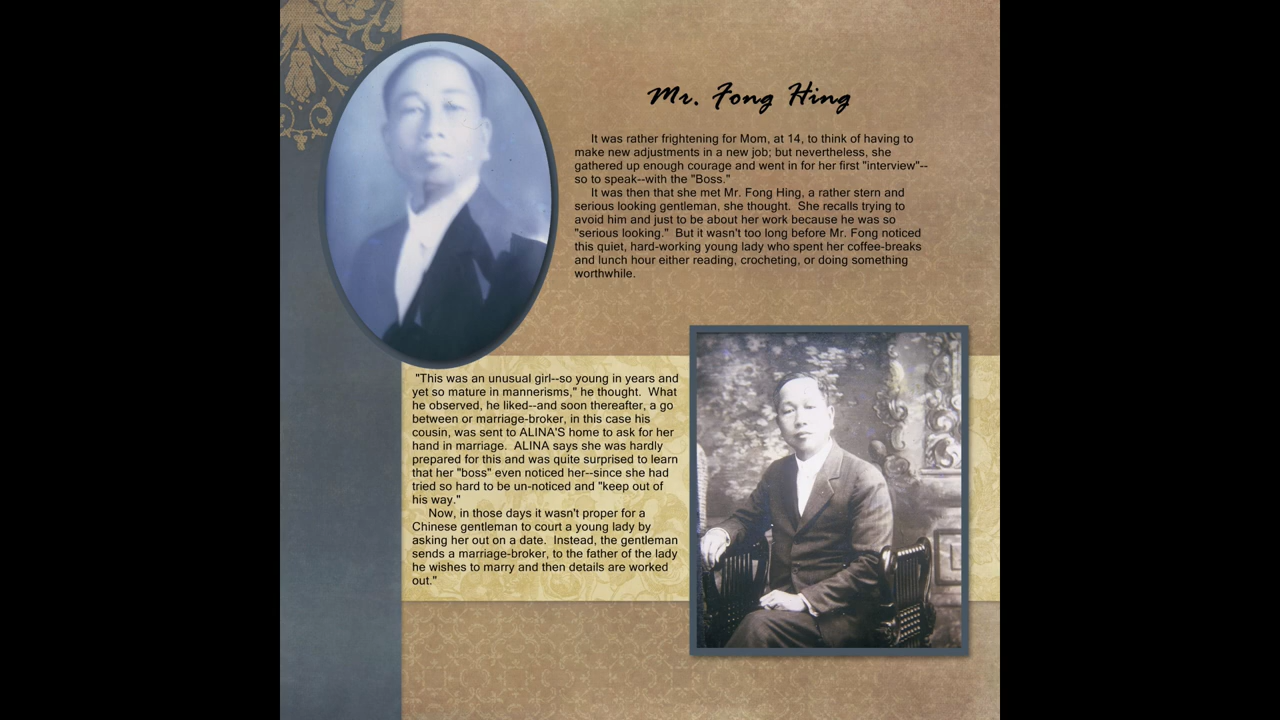 Mr. Fong Hing
It was rather frightening for Mom, at 14, to think of having to
make new adjustments in a new job; but nevertheless, she
gathered up enough courage and went in for her first "interview"--
so to speak--with the "Boss."
It was then that she met Mr. Fong Hing, a rather stern and
serious looking gentleman, she thought.  She recalls trying to
avoid him and just to be about her work because he was so
"serious looking."  But it wasn't too long before Mr. Fong noticed
this quiet, hard-working young lady who spent her coffee-breaks
and lunch hour either reading, crocheting, or doing something
worthwhile.
"This was an unusual girl--so young in years and
yet so mature in mannerisms," he thought.  What
he observed, he liked--and soon thereafter, a go
between or marriage-broker, in this case his
cousin, was sent to ALINA'S home to ask for her
hand in marriage.  ALINA says she was hardly
prepared for this and was quite surprised to learn
that her "boss" even noticed her--since she had
tried so hard to be un-noticed and "keep out of
his way."
Now, in those days it wasn't proper for a
Chinese gentleman to court a young lady by
asking her out on a date.  Instead, the gentleman
sends a marriage-broker, to the father of the lady
he wishes to marry and then details are worked
out."